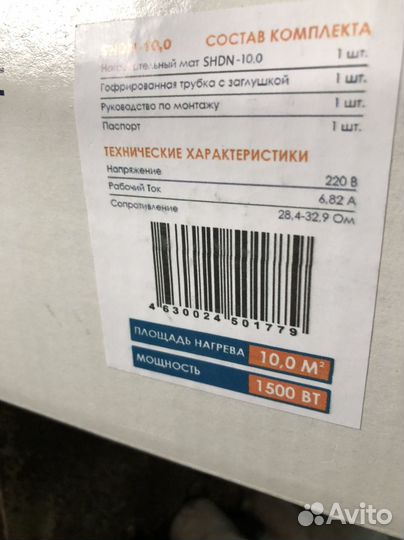 SHDN-10,0
СОСТАВ КОМПЛЕКТА
Нагревательный мат SHDN-10.0 1 шт.
Гофрированная трубка с заглушкой 1 шт.
Руководство по монтажу 1 шт.
Паспорт 1 шт.
ТЕХНИЧЕСКИЕ ХАРАКТЕРИСТИКИ
Напряжение 220 В
Рабочий Ток 6,82 А
Сопротивление 28,4-32,9 Ом
4 630024 501779
ПЛОЩАДЬ НАГРЕВА 10,0 М²
МОЩНОСТЬ 1500 ВТ
Avito